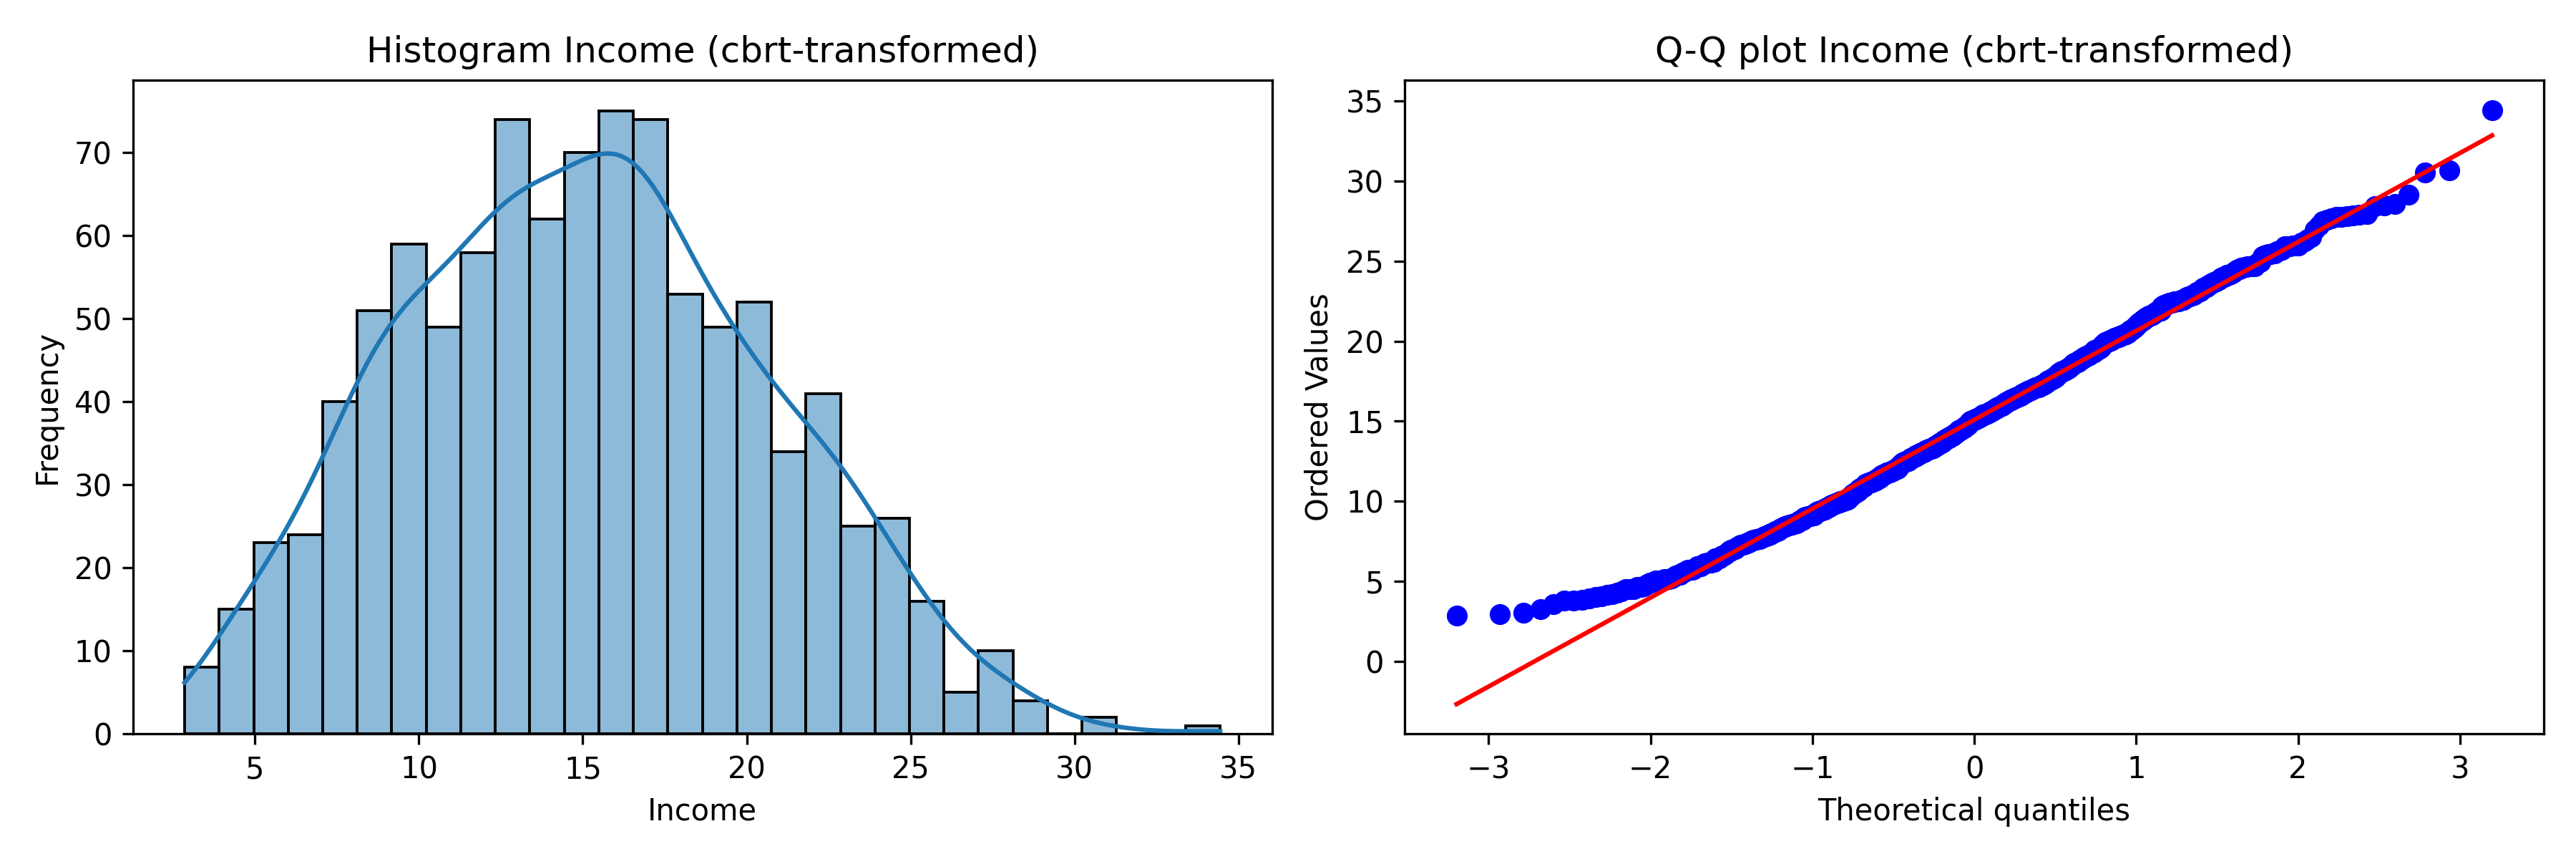 Histogram Income (cbrt-transformed)
Frequency
70
60
50
40
30
20
10
0
5 10 15 20 25 30 35
Income
Q-Q plot Income (cbrt-transformed)
Ordered Values
35
30
25
20
15
10
5
0
−3 −2 −1 0 1 2 3
Theoretical quantiles